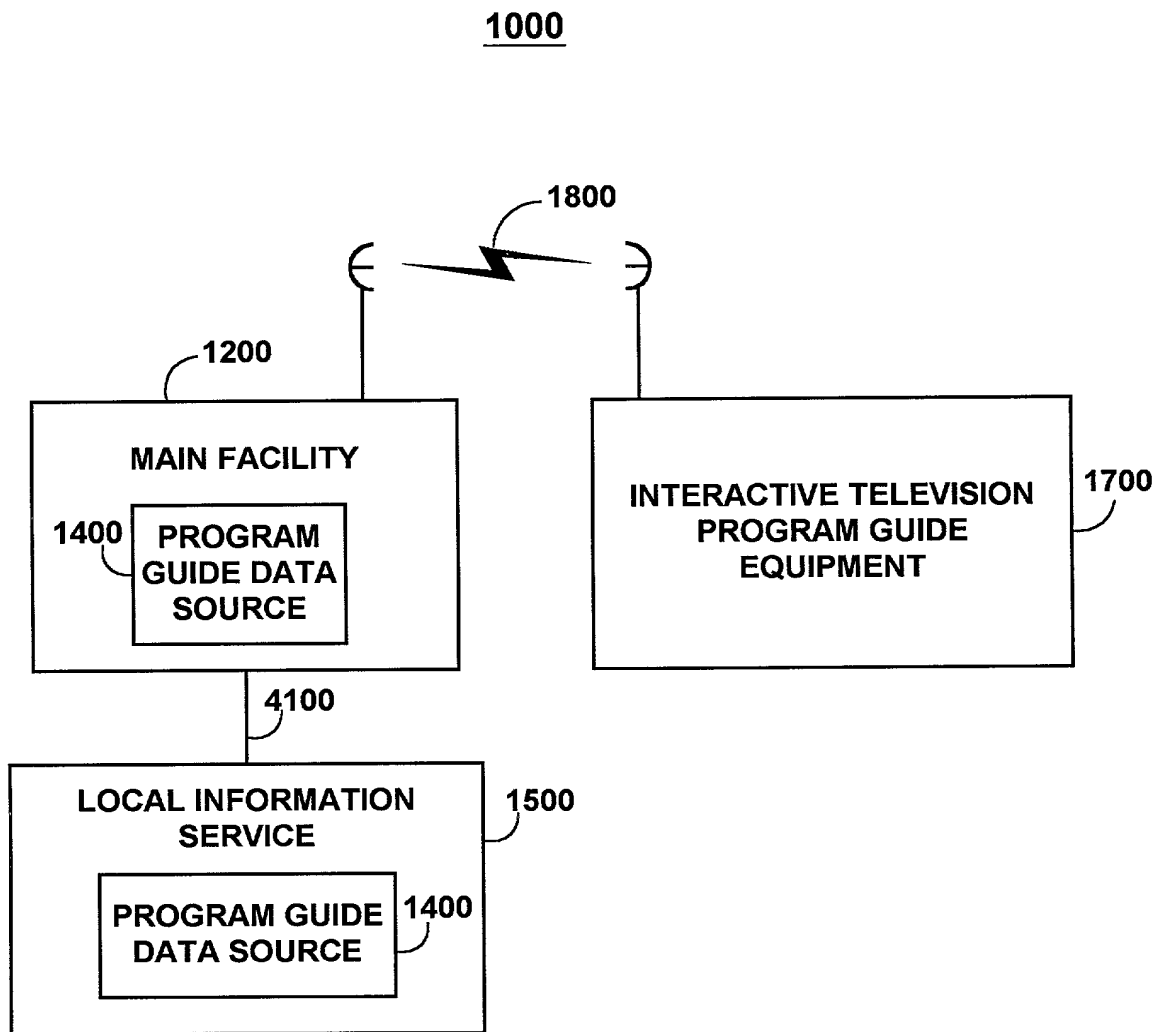 1000
1800
1200
MAIN FACILITY
1400
PROGRAM
GUIDE DATA
SOURCE
INTERACTIVE TELEVISION
PROGRAM GUIDE
EQUIPMENT
1700
4100
LOCAL INFORMATION
SERVICE
1500
PROGRAM GUIDE
DATA SOURCE
1400